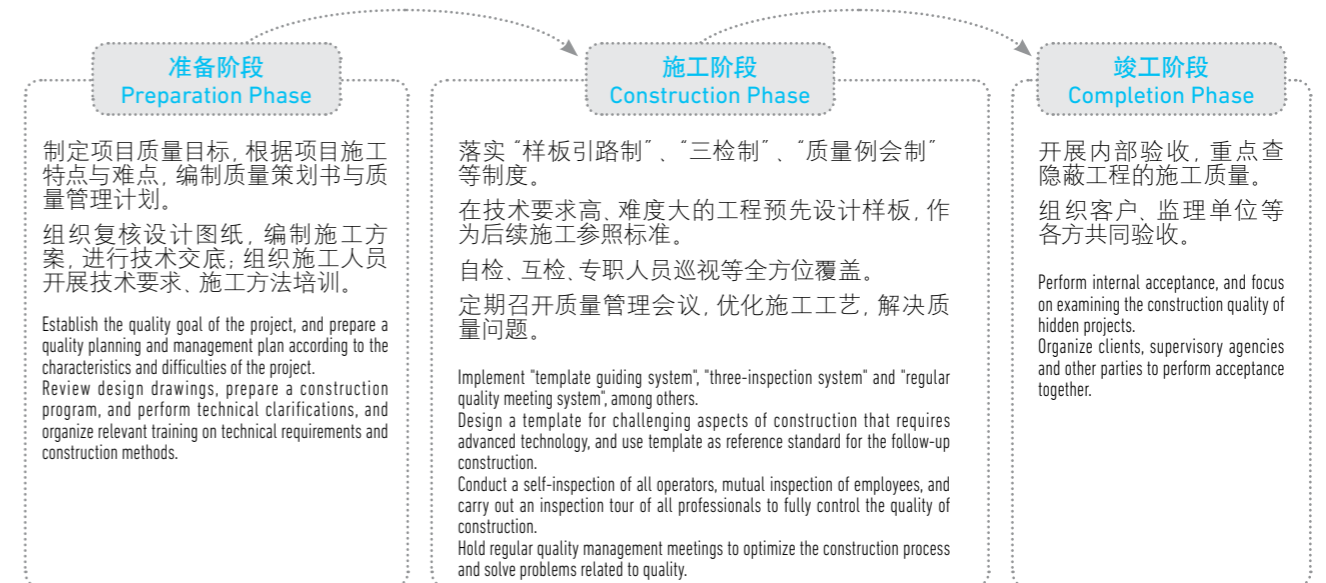 准备阶段
Preparation Phase
制定项目质量目标，根据项目施工
特点与难点，编制质量策划书与质
量管理计划。
组织复核设计图纸，编制施工方
案，进行技术交底；组织施工人员
开展技术要求、施工方法培训。
Establish the quality goal of the project, and prepare a
quality planning and management plan according to the
characteristics and difficulties of the project.
Review design drawings, prepare a construction
program, and perform technical clarifications, and
organize relevant training on technical requirements and
construction methods.
施工阶段
Construction Phase
落实“样板引路制”、“三检制”、“质量例会制”
等制度。
在技术要求高、难度大的工程预先设计样板，作
为后续施工参照标准。
自检、互检、专职人员巡视等全方位覆盖。
定期召开质量管理会议，优化施工工艺，解决质
量问题。
Implement "template guiding system", "three-inspection system" and "regular
quality meeting system", among others.
Design a template for challenging aspects of construction that requires
advanced technology, and use template as reference standard for the follow-up
construction.
Conduct a self-inspection of all operators, mutual inspection of employees, and
carry out an inspection tour of all professionals to fully control the quality of
construction.
Hold regular quality management meetings to optimize the construction process
and solve problems related to quality.
竣工阶段
Completion Phase
开展内部验收，重点查
隐蔽工程的施工质量。
组织客户、监理单位等
各方共同验收。
Perform internal acceptance, and focus
on examining the construction quality of
hidden projects.
Organize clients, supervisory agencies
and other parties to perform acceptance
together.